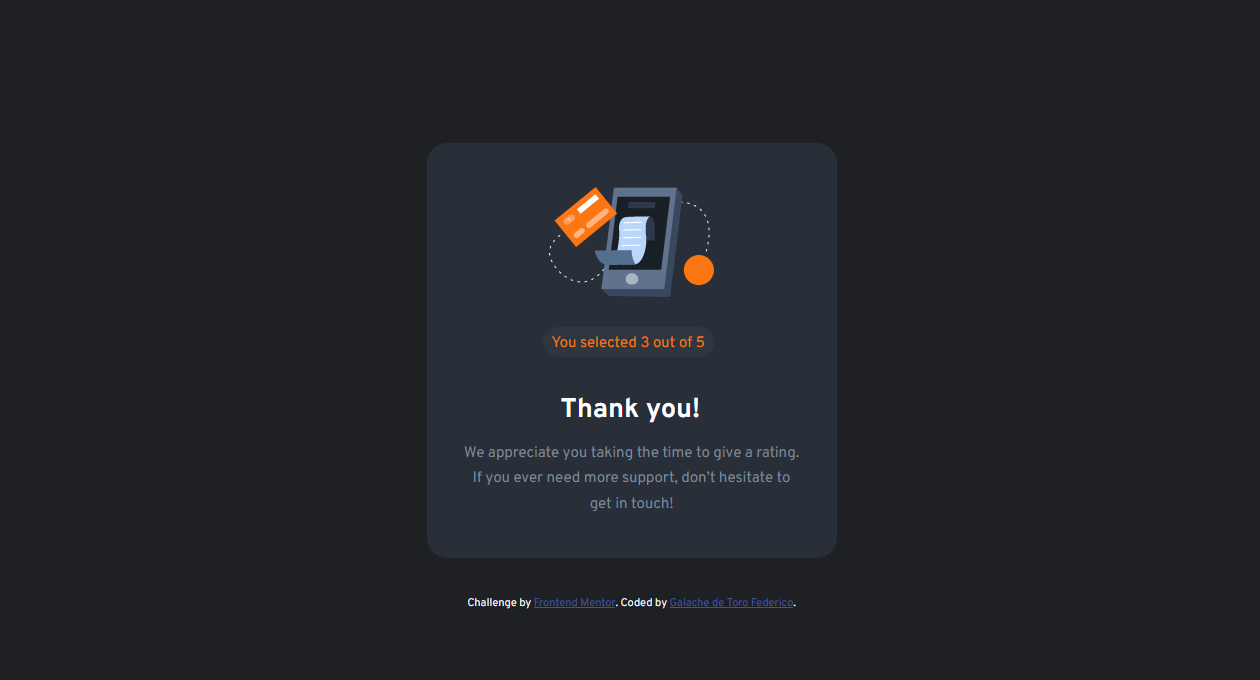 You selected 3 out of 5
Thank you!
We appreciate you taking the time to give a rating.
If you ever need more support, don't hesitate to
get in touch!
Challenge by Frontend Mentor. Coded by Galache de Toro Federico.